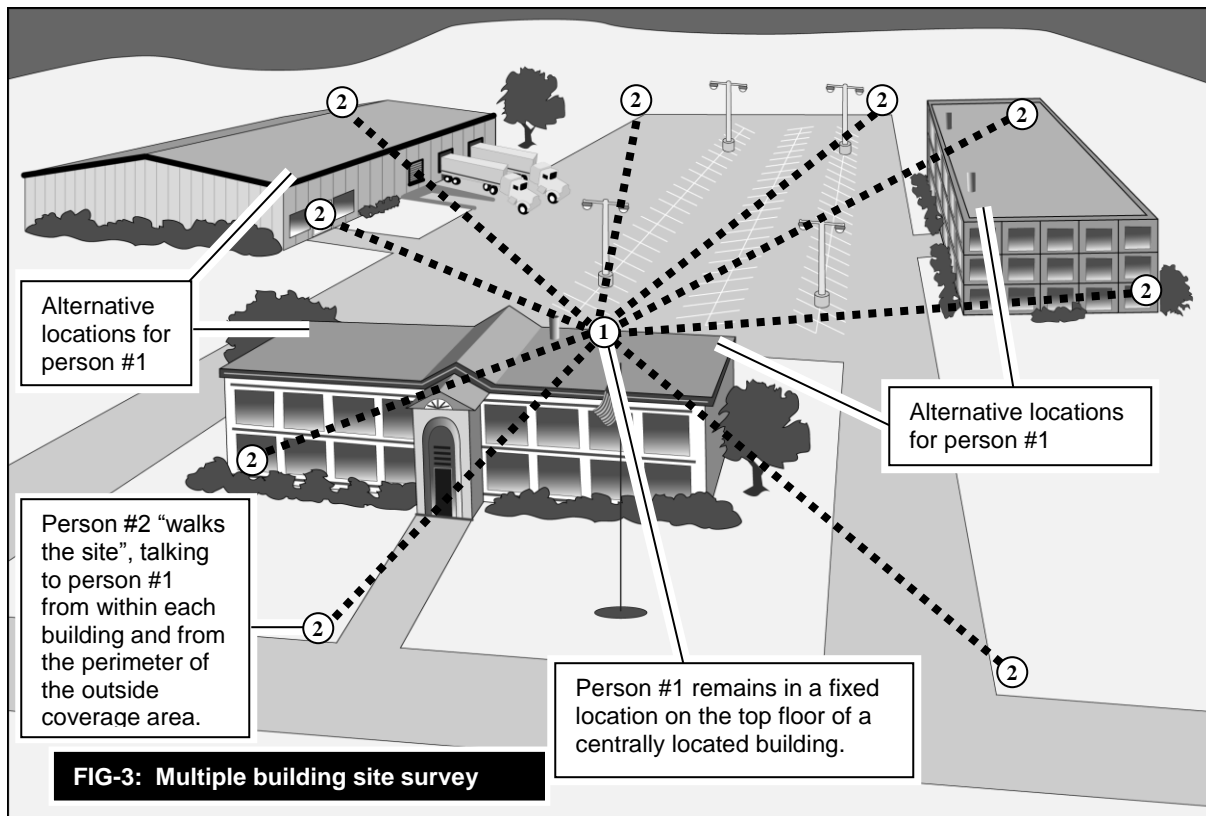 2
2
2
2
2
Alternative
locations for
person #1
2
1
Alternative locations
for person #1
2
Person #2 “walks
the site”, talking
to person #1
from within each
building and from
the perimeter of
the outside
coverage area.
2
2
Person #1 remains in a fixed
location on the top floor of a
centrally located building.
2
FIG-3: Multiple building site survey